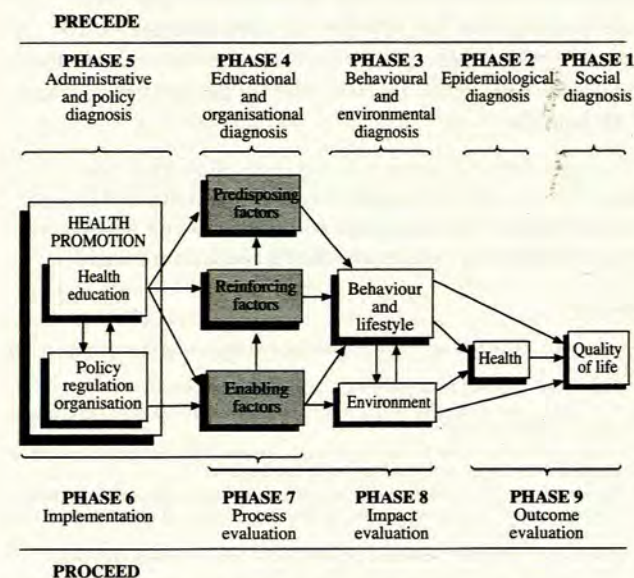 PRECEDE
PHASE 5
Administrative
and policy
diagnosis
PHASE 4
Educational
and
organisational
diagnosis
PHASE 3
Behavioural
and
environmental
diagnosis
PHASE 2
Epidemiological
diagnosis
PHASE 1
Social
diagnosis
HEALTH
PROMOTION
Health
education
Policy
regulation
organisation
Predisposing
factors
Reinforcing
factors
Enabling
factors
Behaviour
and
lifestyle
Environment
Health
Quality
of life
PHASE 6
Implementation
PHASE 7
Process
evaluation
PHASE 8
Impact
evaluation
PHASE 9
Outcome
evaluation
PROCEED